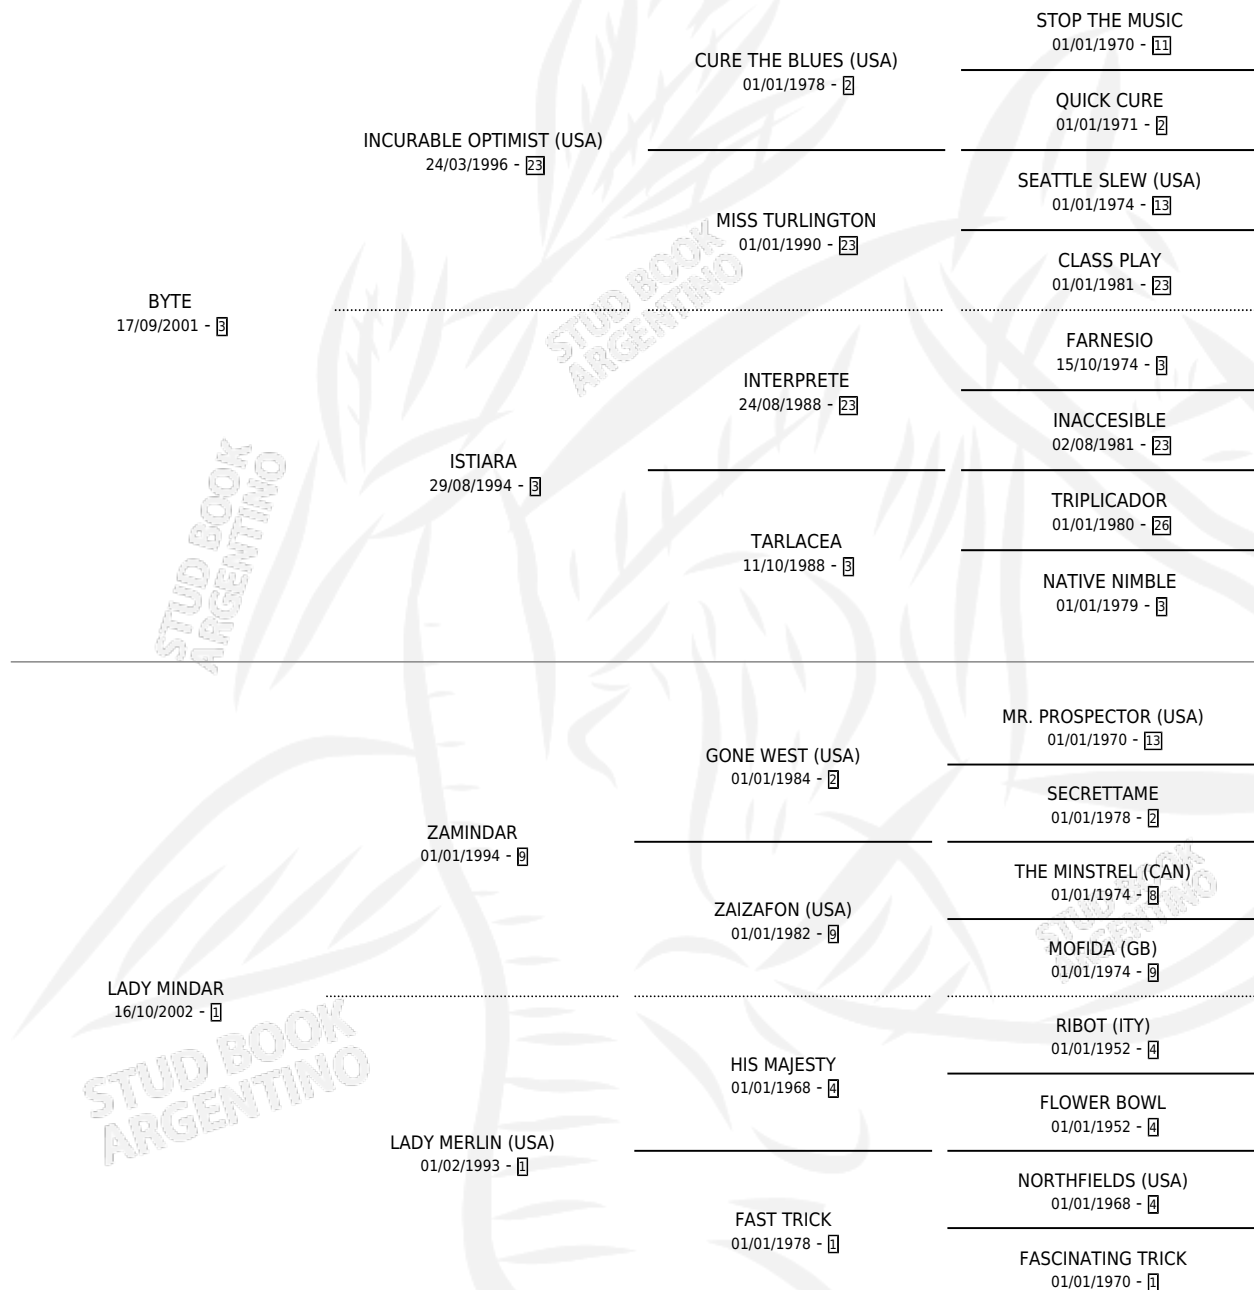 STOP THE MUSIC
01/01/1970 - 11
CURE THE BLUES (USA)
01/01/1978 - 2
QUICK CURE
01/01/1971 - 2
INCURABLE OPTIMIST (USA)
24/03/1996 - 23
SEATTLE SLEW (USA)
01/01/1974 - 13
MISS TURLINGTON
01/01/1990 - 23
CLASS PLAY
01/01/1981 - 23
BYTE
17/09/2001 - 3
FARNESIO
15/10/1974 - 3
INTERPRETE
24/08/1988 - 23
INACCESIBLE
02/08/1981 - 23
ISTIARA
29/08/1994 - 3
TRIPLICADOR
01/01/1980 - 26
TARLACEA
11/10/1988 - 3
NATIVE NIMBLE
01/01/1979 - 3
STUD BOOK
ARGENTINO
STUD BOOK
ARGENTINO
MR. PROSPECTOR (USA)
01/01/1970 - 13
GONE WEST (USA)
01/01/1984 - 2
SECRETTAME
01/01/1978 - 2
ZAMINDAR
01/01/1994 - 9
THE MINSTREL (CAN)
01/01/1974 - 8
ZAIZAFON (USA)
01/01/1982 - 9
MOFIDA (GB)
01/01/1974 - 9
STUD BOOK
ARGENTINO
LADY MINDAR
16/10/2002 - 1
RIBOT (ITY)
01/01/1952 - 4
HIS MAJESTY
01/01/1968 - 4
FLOWER BOWL
01/01/1952 - 4
LADY MERLIN (USA)
01/02/1993 - 1
NORTHFIELDS (USA)
01/01/1968 - 4
FAST TRICK
01/01/1978 - 1
FASCINATING TRICK
01/01/1970 - 1
STUD BOOK
ARGENTINO